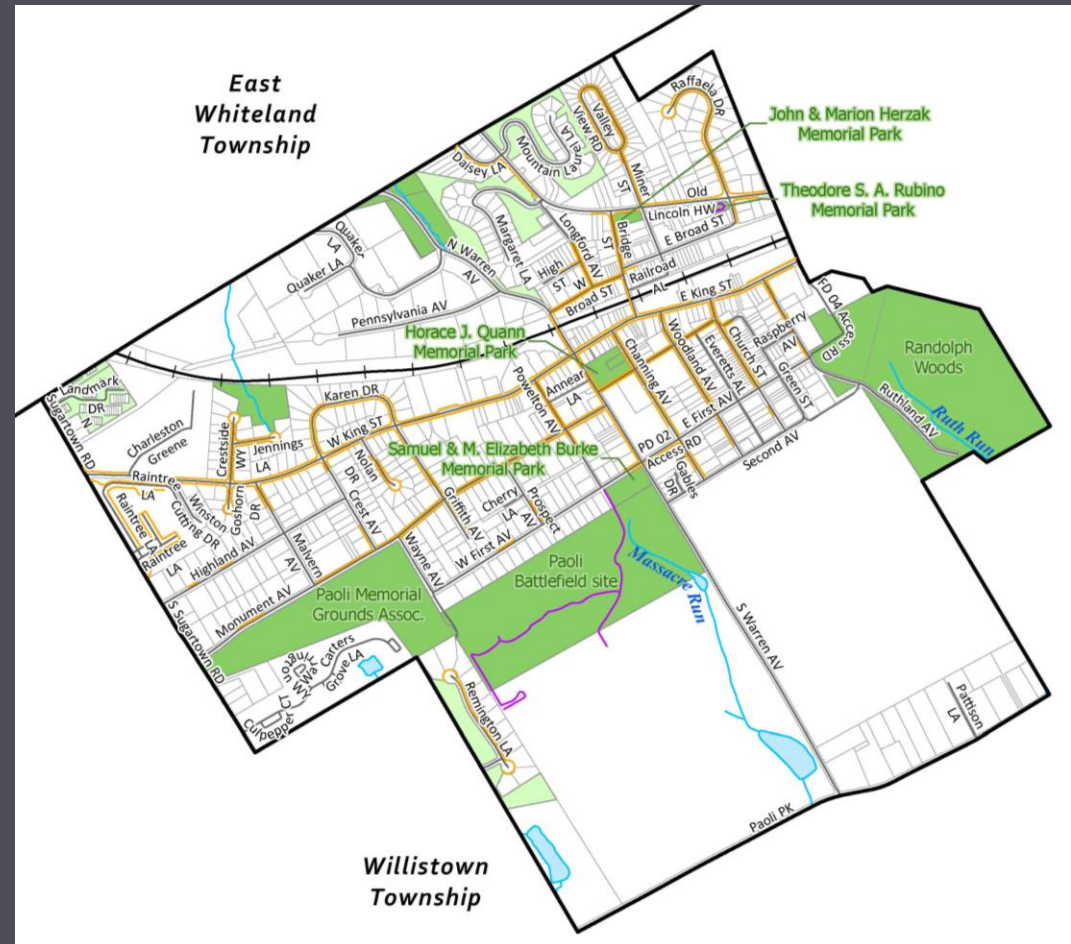 East
Whiteland
Township
Raffaela DR
Valley
View RD
Laurel LA
Mountain LA
Daisey LA
John & Marion Herzak
Memorial Park
Miner
ST
Old
Lincoln HW
Theodore S. A. Rubino
Memorial Park
E Broad ST
Bridge
ST
Longford AV
Margaret LA
N Warren
AV
Quaker
LA
Quaker LA
High
ST
W
Broad ST
Railroad
AL
E King ST
Pennsylvania AV
Horace J. Quann
Memorial Park
FD 04 Access
RD
Randolph
Woods
Raspberry
AV
Church ST
Everetts AL
Woodland AV
Channing AV
Green ST
Ruthland AV
Ruth Run
Annear
LA
Powelton AV
E First AV
Second AV
PD 02
Access RD
Gables
DR
Landmark
DR
N
Sugartown RD
Karen DR
W King ST
Charleston
Greene
Crestside
WY
Jennings
LA
Samuel & M. Elizabeth Burke
Memorial Park
Nolan
DR
Raintree
LA
Winston
Cutting DR
Goshorn
DR
Crest AV
Griffith AV
Cherry
LA
Prospect
AV
Raintree LA
Raintree
LA
Highland AV
Malvern
AV
Wayne AV
W First AV
Monument AV
S Sugartown RD
Paoli Memorial
Grounds Assoc.
Paoli
Battlefield site
Massacre Run
S Warren AV
Carters
Grove LA
WY
Culpepper CT
Remington LA
Pattison
LA
Paoli PK
Willistown
Township